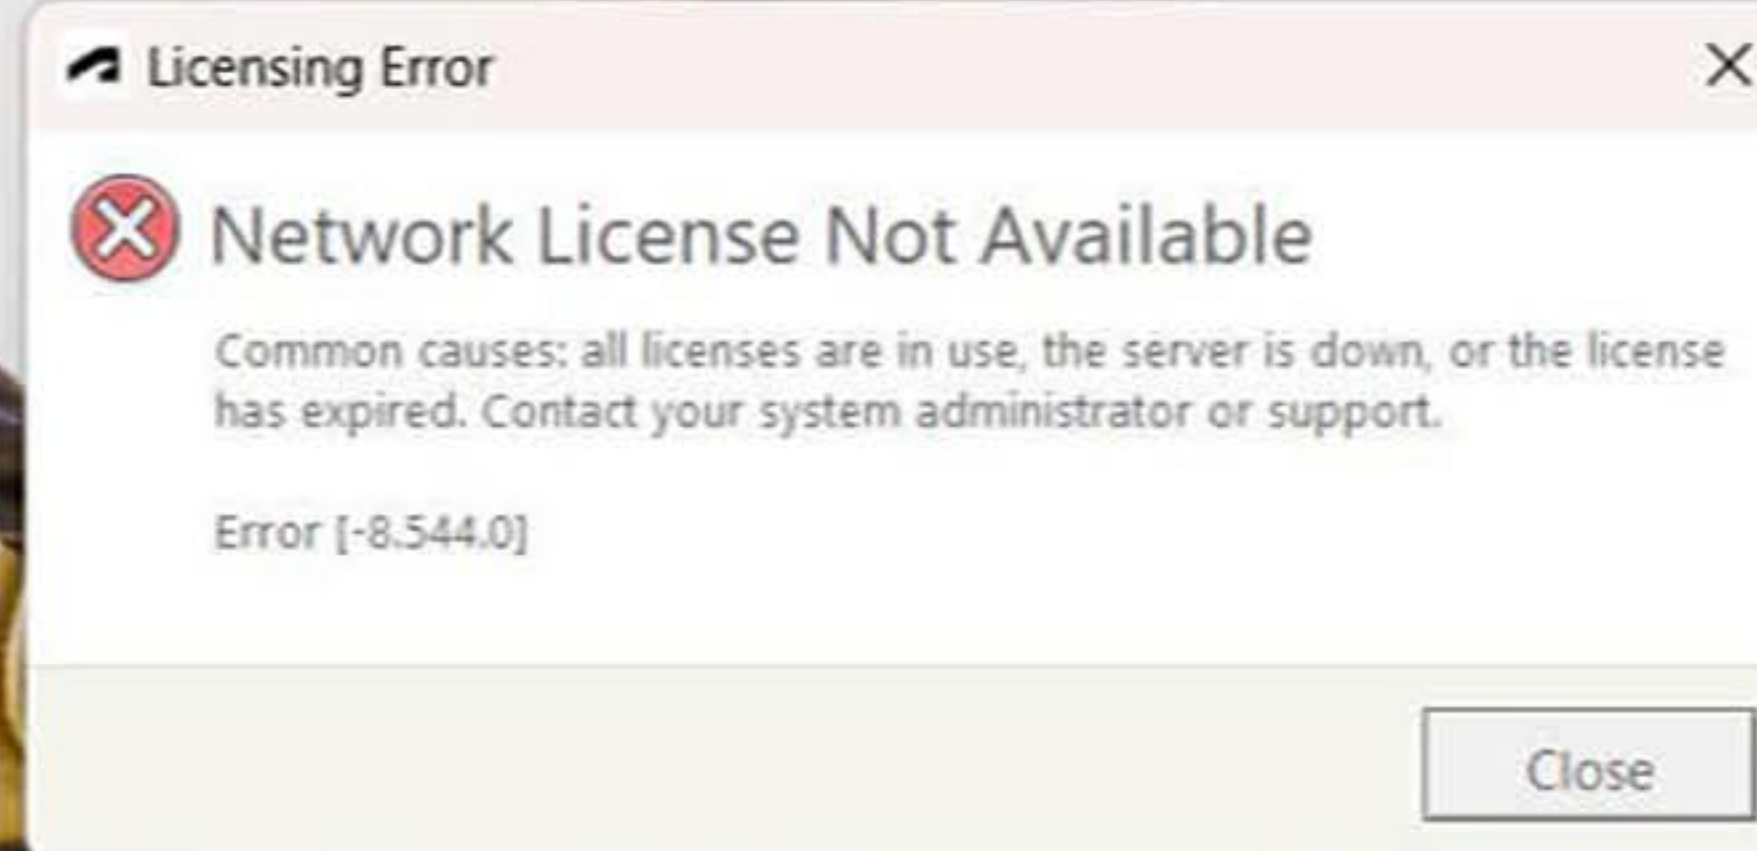 Licensing Error
Network License Not Available
Common causes: all licenses are in use, the server is down, or the license
has expired. Contact your system administrator or support.
Error [-8.544.0]
Close